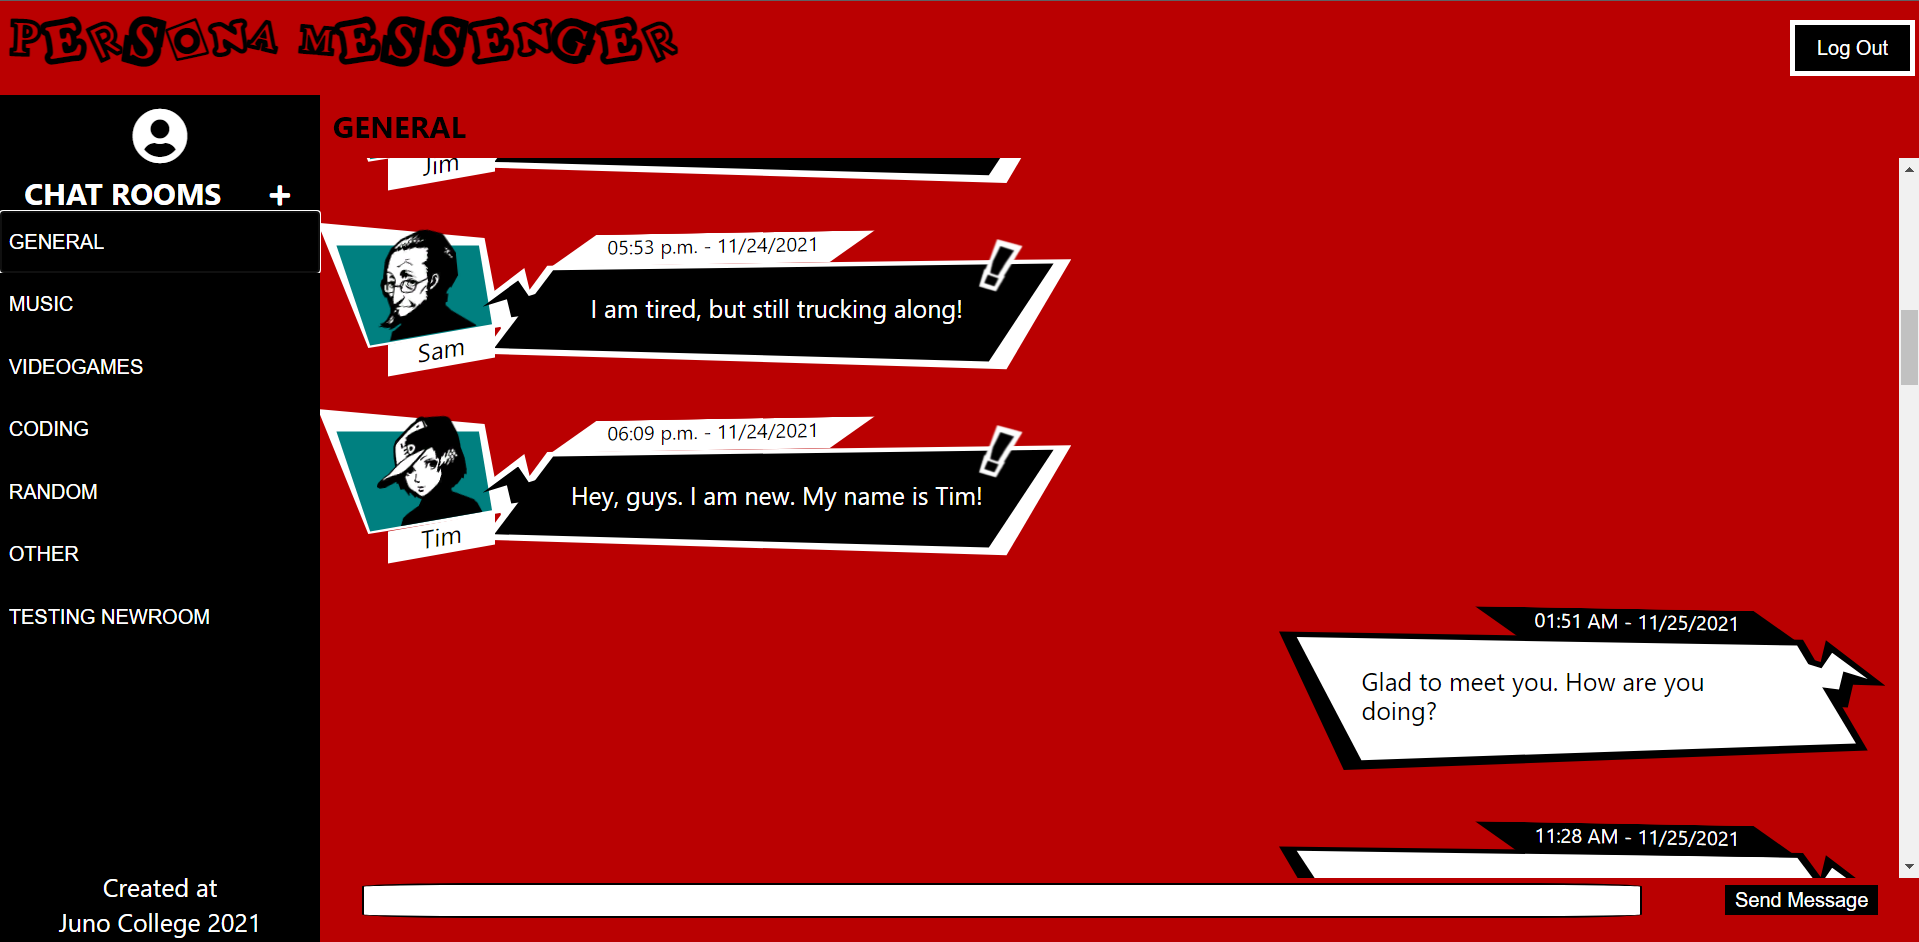 PERSONA MESSENGER
Log Out
CHAT ROOMS +
GENERAL
MUSIC
VIDEOGAMES
CODING
RANDOM
OTHER
TESTING NEWROOM
Created at
Juno College 2021
GENERAL
Jim
05:53 p.m. - 11/24/2021
!
I am tired, but still trucking along!
Sam
06:09 p.m. - 11/24/2021
!
Hey, guys. I am new. My name is Tim!
Tim
01:51 AM - 11/25/2021
Glad to meet you. How are you
doing?
11:28 AM - 11/25/2021
Send Message